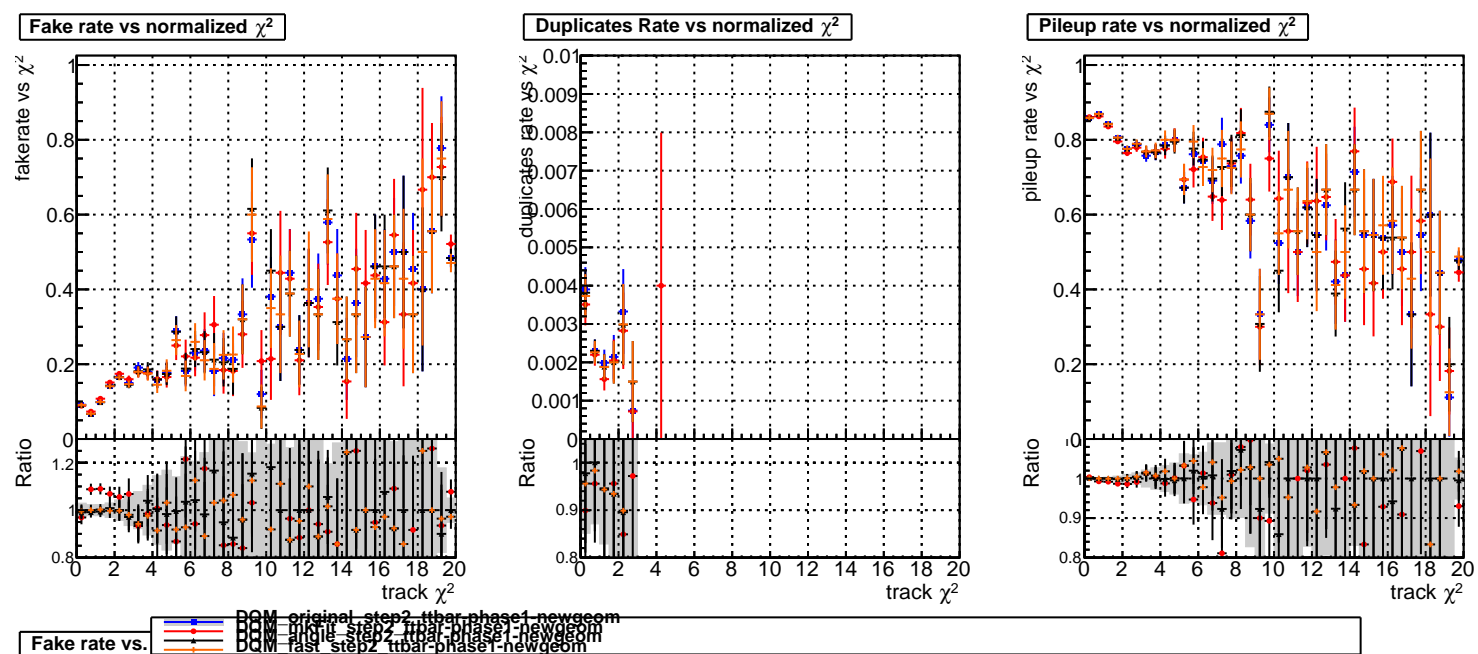 Fake rate vs normalized χ²
Duplicates Rate vs normalized χ²
Pileup rate vs normalized χ²
fakerate vs χ²
1
0.8
0.6
0.4
0.2
0
Ratio
1.2
1
0.8
0 2 4 6 8 10 12 14 16 18 20
track χ²
duplicates rate vs χ²
0.01
0.009
0.008
0.007
0.006
0.005
0.004
0.003
0.002
0.001
0
Ratio
1
0.9
0.8
0 2 4 6 8 10 12 14 16 18 20
track χ²
pileup rate vs χ²
1
0.8
0.6
0.4
0.2
Ratio
1
0.9
0.8
0 2 4 6 8 10 12 14 16 18 20
track χ²
DQM_original_step2_ttbar-phase1-newgeom
DQM_mkFit_step2_ttbar-phase1-newgeom
DQM_angle_step2_ttbar-phase1-newgeom
DQM_fast_step2_ttbar-phase1-newgeom
Fake rate vs.